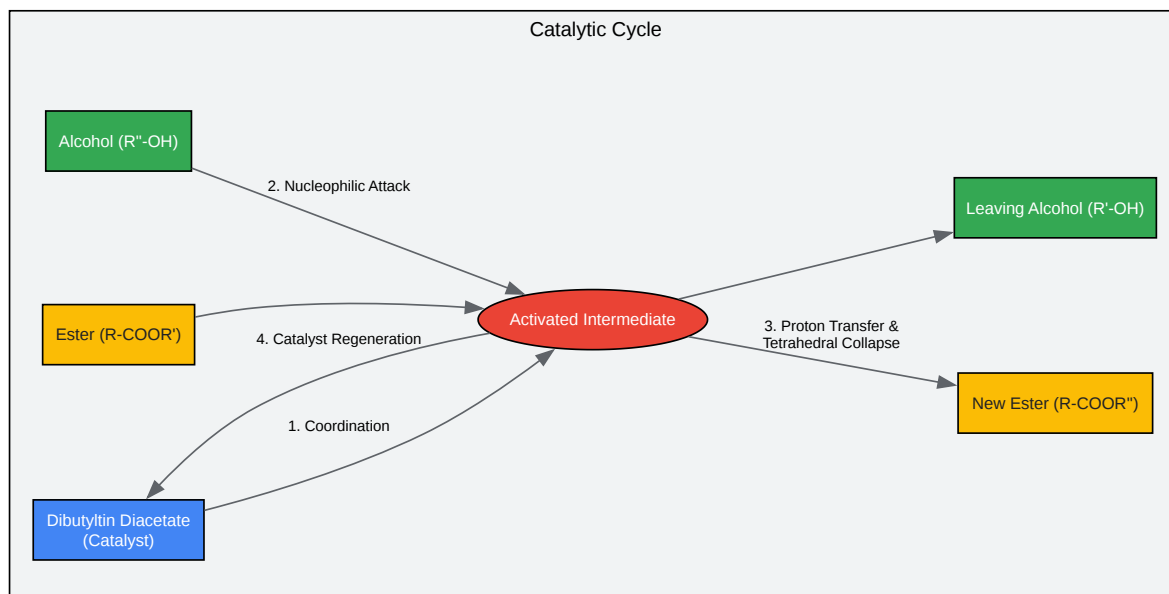 Catalytic Cycle
Alcohol (R"-OH)
2. Nucleophilic Attack
Leaving Alcohol (R'-OH)
Ester (R-COOR')
Activated Intermediate
4. Catalyst Regeneration
3. Proton Transfer &
Tetrahedral Collapse
New Ester (R-COOR")
1. Coordination
Dibutyltin Diacetate
(Catalyst)